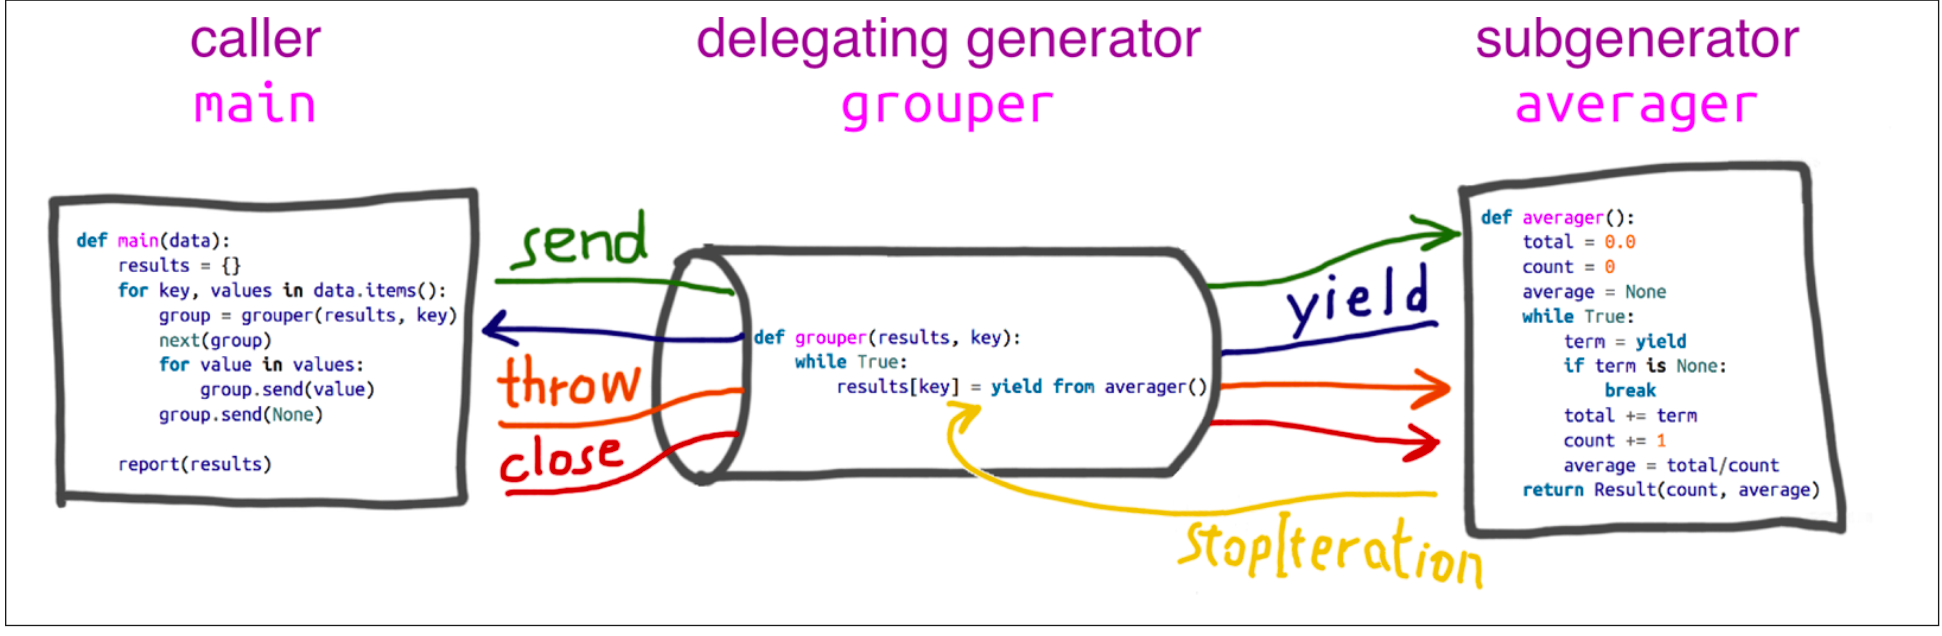 caller
main
delegating generator
grouper
subgenerator
averager
def main(data):
    results = {}
    for key, values in data.items():
        group = grouper(results, key)
        next(group)
        for value in values:
            group.send(value)
        group.send(None)
    report(results)
send
throw
close
def grouper(results, key):
    while True:
        results[key] = yield from averager()
yield
stopIteration
def averager():
    total = 0.0
    count = 0
    average = None
    while True:
        term = yield
        if term is None:
            break
        total += term
        count += 1
        average = total/count
    return Result(count, average)